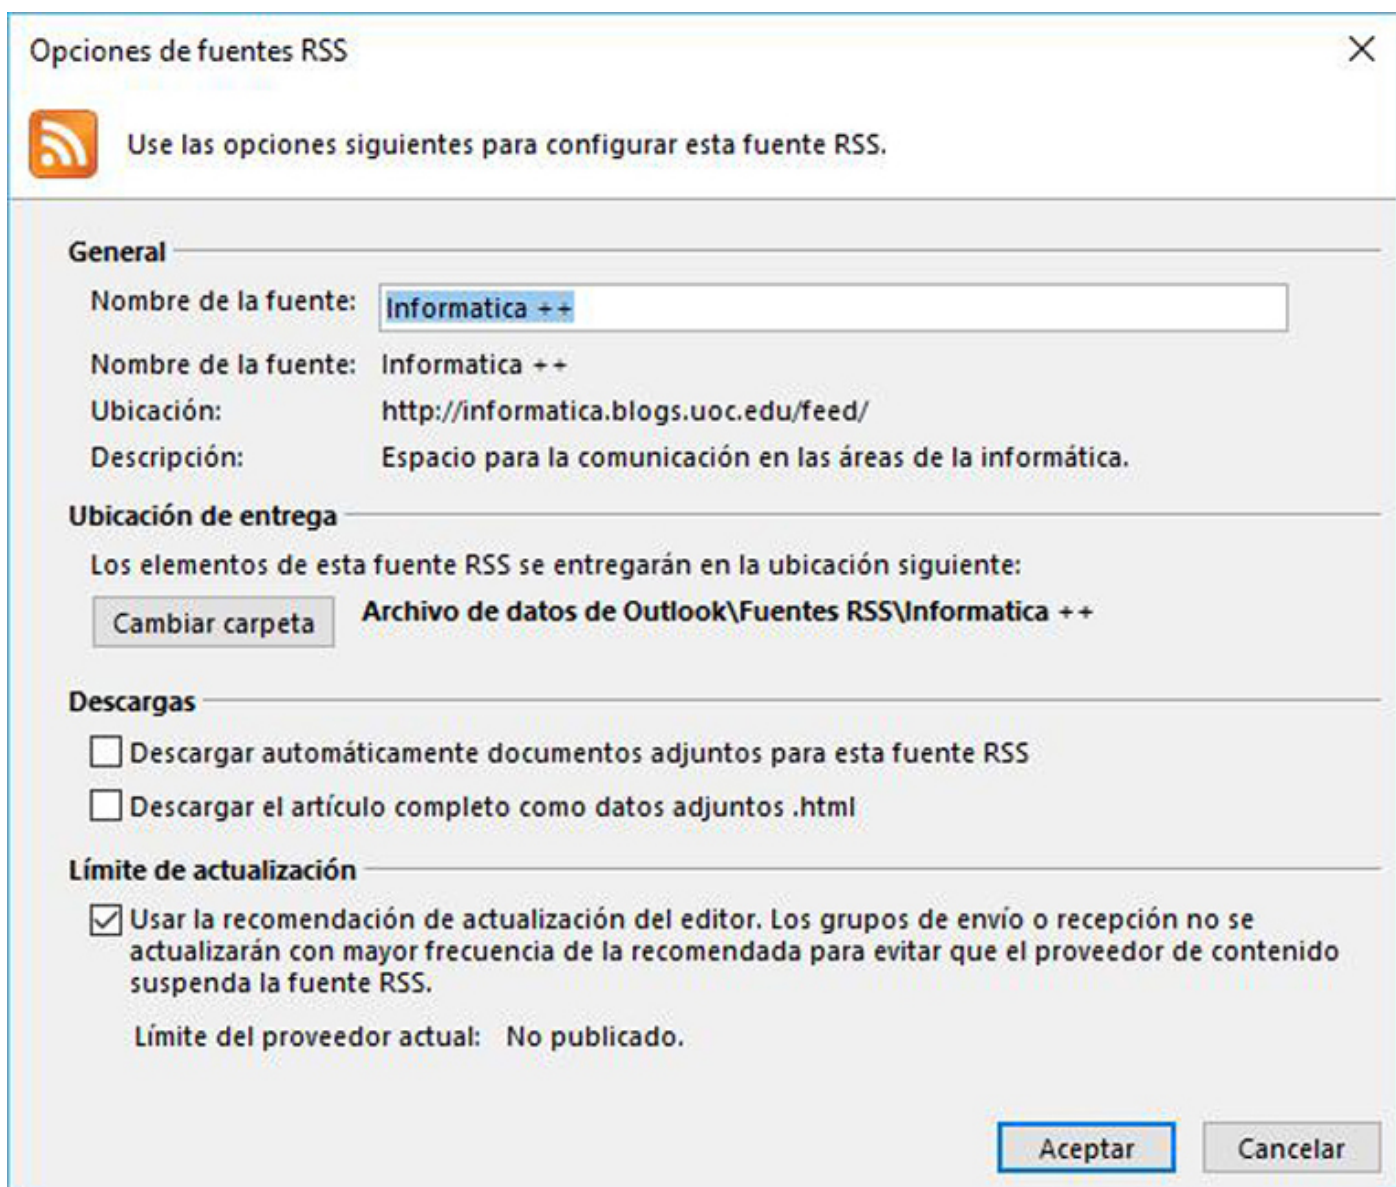 Opciones de fuentes RSS
Use las opciones siguientes para configurar esta fuente RSS.
General
Nombre de la fuente: Informatica ++
Nombre de la fuente: Informatica ++
Ubicación: http://informatica.blogs.uoc.edu/feed/
Descripción: Espacio para la comunicación en las áreas de la informática.
Ubicación de entrega
Los elementos de esta fuente RSS se entregarán en la ubicación siguiente:
Cambiar carpeta Archivo de datos de Outlook\Fuentes RSS\Informatica ++
Descargas
Descargar automáticamente documentos adjuntos para esta fuente RSS
Descargar el artículo completo como datos adjuntos .html
Límite de actualización
Usar la recomendación de actualización del editor. Los grupos de envío o recepción no se
actualizarán con mayor frecuencia de la recomendada para evitar que el proveedor de contenido
suspenda la fuente RSS.
Límite del proveedor actual: No publicado.
Aceptar Cancelar